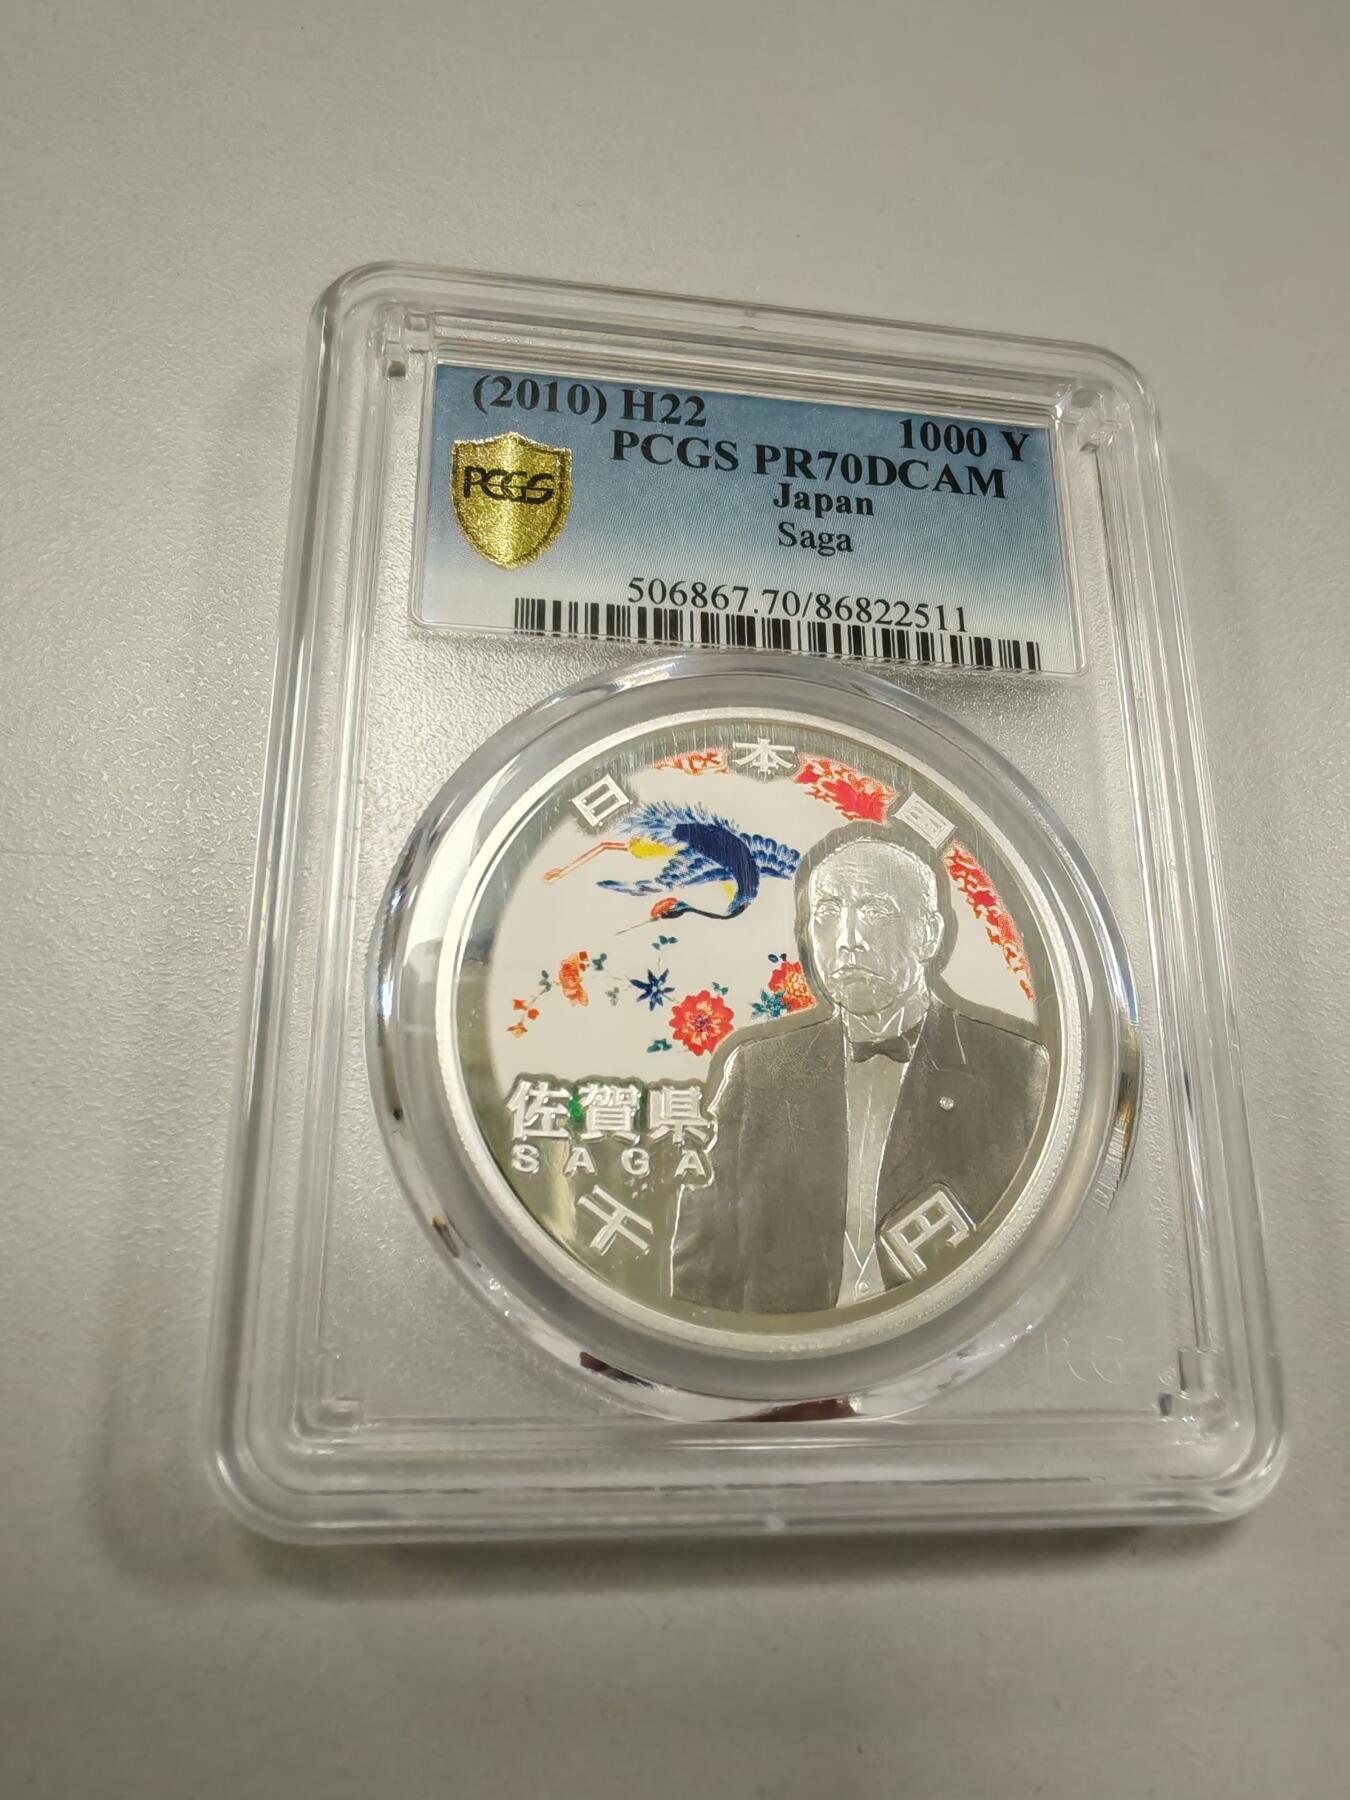 (2010) H22 1000 Y
PCGS PCGS PR70DCAM
Japan
Saga
506867.70/86822511
日本国
佐賀県
SAGA
千円